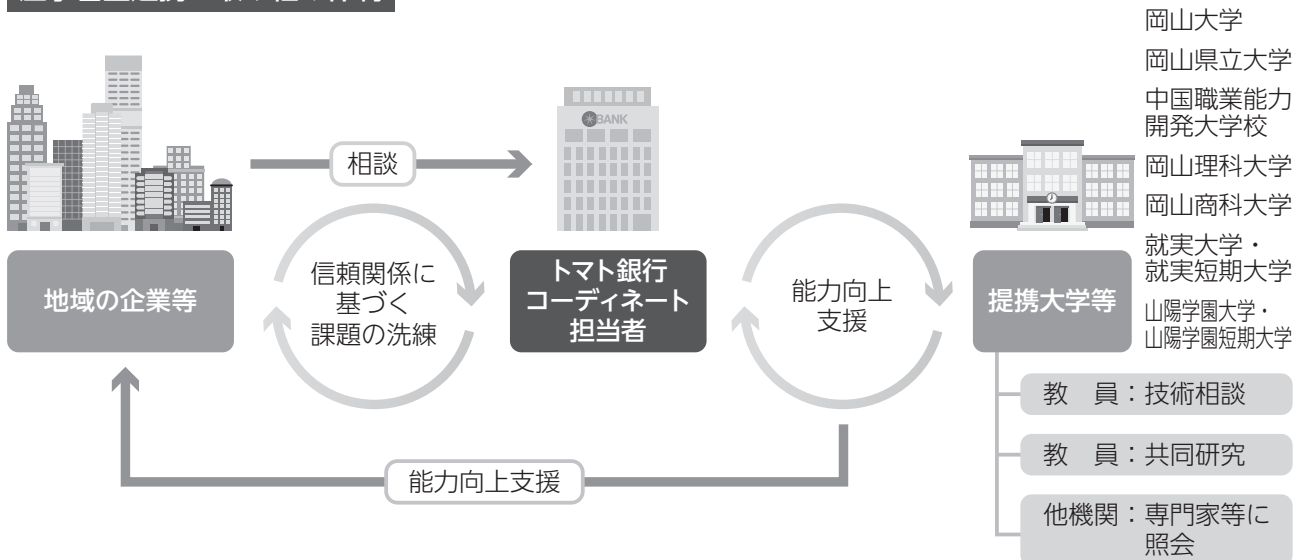 岡山大学
岡山県立大学
中国職業能力
開発大学校
岡山理科大学
岡山商科大学
就実大学・
就実短期大学
山陽学園大学・
山陽学園短期大学
BANK
相談
地域の企業等
信頼関係に
基づく
課題の洗練
トマト銀行
コーディネート
担当者
能力向上
支援
提携大学等
教　員：技術相談
教　員：共同研究
他機関：専門家等に
照会
能力向上支援